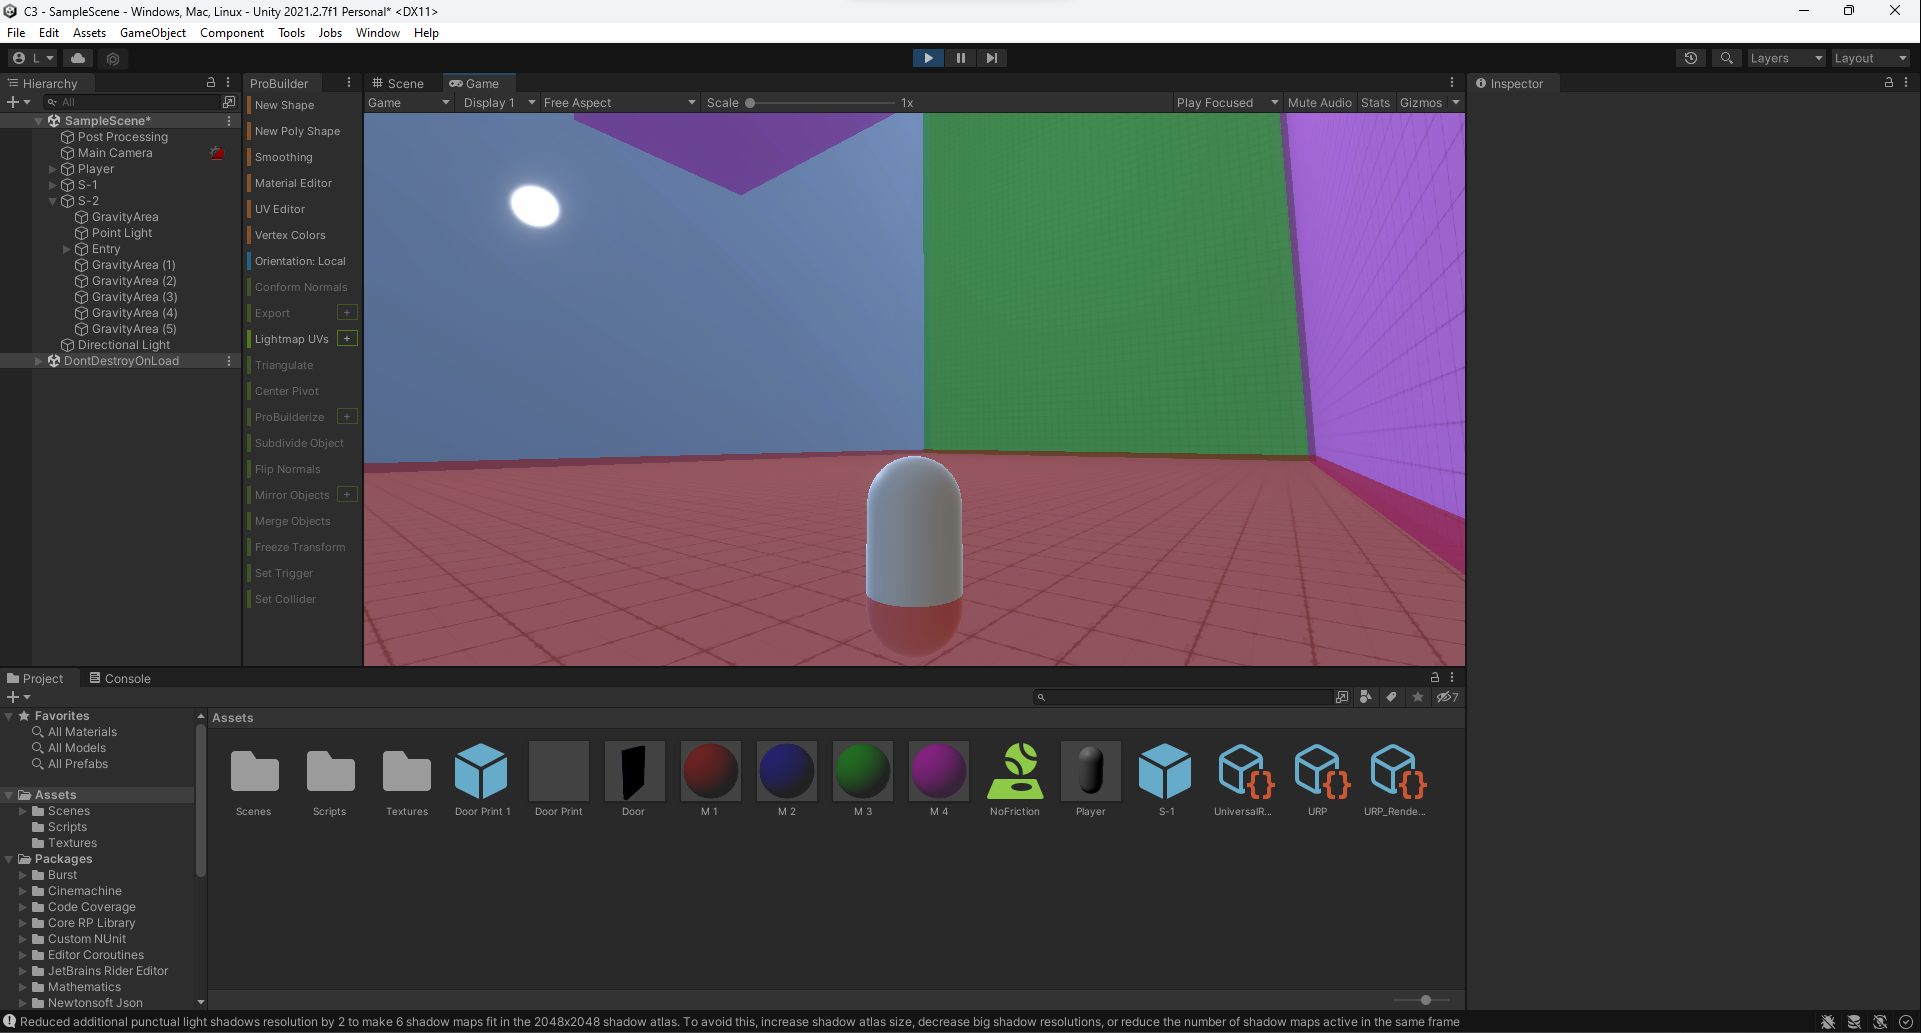 C3 - SampleScene - Windows, Mac, Linux - Unity 2021.2.7f1 Personal* <DX11>
File Edit Assets GameObject Component Tools Jobs Window Help
L
Layers Layout
Hierarchy
All
SampleScene*
Post Processing
Main Camera
Player
S-1
S-2
GravityArea
Point Light
Entry
GravityArea (1)
GravityArea (2)
GravityArea (3)
GravityArea (4)
GravityArea (5)
Directional Light
DontDestroyOnLoad
ProBuilder
New Shape
New Poly Shape
Smoothing
Material Editor
UV Editor
Vertex Colors
Orientation: Local
Conform Normals
Export +
Lightmap UVs +
Triangulate
Center Pivot
ProBuilderize +
Subdivide Object
Flip Normals
Mirror Objects +
Merge Objects
Freeze Transform
Set Trigger
Set Collider
Scene Game
Game Display 1 Free Aspect Scale 1x Play Focused Mute Audio Stats Gizmos
Inspector
Project Console
7
Favorites
All Materials
All Models
All Prefabs
Assets
Scenes
Scripts
Textures
Packages
Burst
Cinemachine
Code Coverage
Core RP Library
Custom NUnit
Editor Coroutines
JetBrains Rider Editor
Mathematics
Newtonsoft Json
Assets
Scenes Scripts Textures Door Print 1 Door Print Door M 1 M 2 M 3 M 4 NoFriction Player S-1 UniversalR... URP URP_Rende...
Reduced additional punctual light shadows resolution by 2 to make 6 shadow maps fit in the 2048x2048 shadow atlas. To avoid this, increase shadow atlas size, decrease big shadow resolutions, or reduce the number of shadow maps active in the same frame